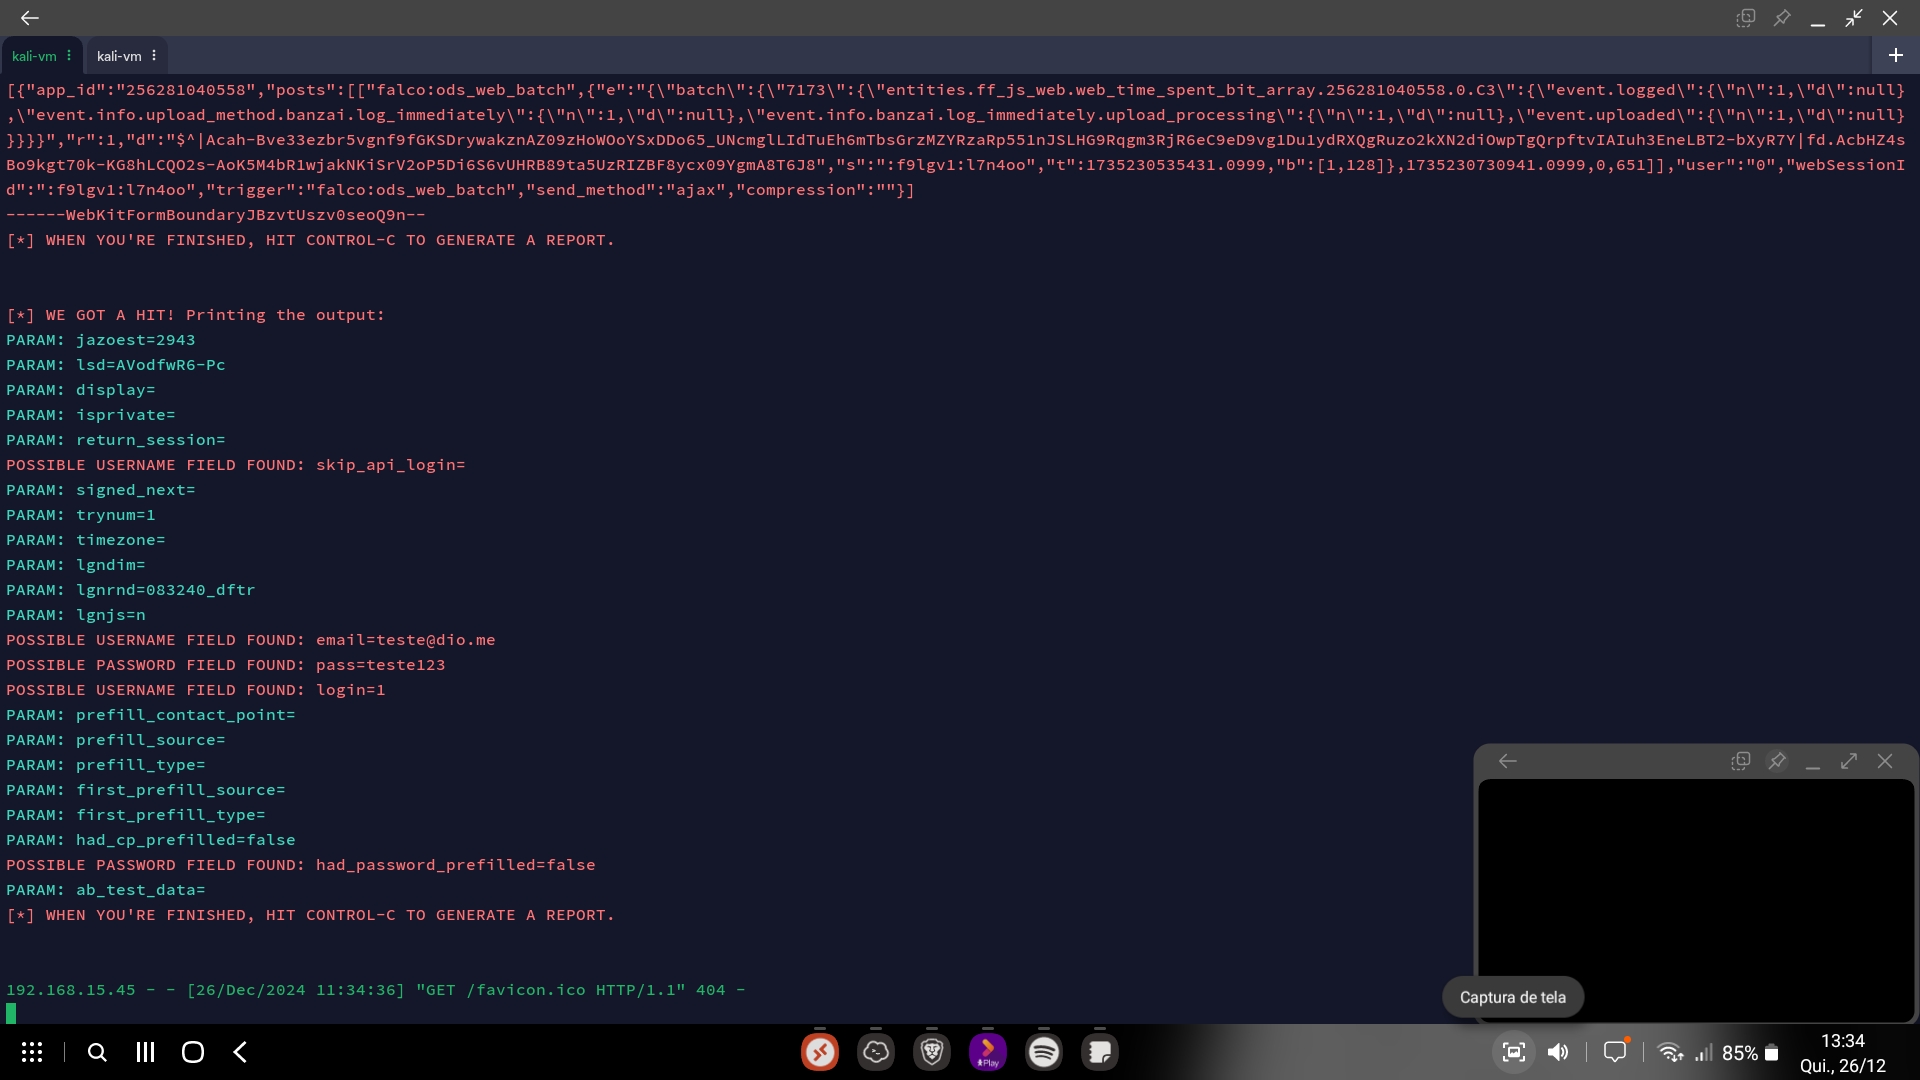 kali-vm
kali-vm
[{"app_id":"256281040558","posts":[["falco:ods_web_batch",{"e":"{\"batch\":{\"7173\":{\"entities.ff_js_web.web_time_spent_bit_array.256281040558.0.C3\":{\"event.logged\":{\"n\":1,\"d\":null}
,\"event.info.upload_method.banzai.log_immediately\":{\"n\":1,\"d\":null},\"event.info.banzai.log_immediately.upload_processing\":{\"n\":1,\"d\":null},\"event.uploaded\":{\"n\":1,\"d\":null}
}}}}","r":1,"d":"$^|Acah-Bve33ezbr5vgnf9fGKSDrywakznAZ09zHoWOoYSxDDo65_UNcmglLIdTuEh6mTbsGrzMZYRzaRp551nJSLHG9Rqgm3RjR6eC9eD9vg1Du1ydRXQgRuzo2kXN2diOwpTgQrpftvIAIuh3EneLBT2-bXyR7Y|fd.AcbHZ4s
Bo9kgt70k-KG8hLCQO2s-AoK5M4bR1wjakNKiSrV2oP5Di6S6vUHRB89ta5UzRIZBF8ycx09YgmA8T6J8","s":":f9lgv1:l7n4oo","t":1735230535431.0999,"b":[1,128]},1735230730941.0999,0,651]],"user":"0","webSessionI
d":":f9lgv1:l7n4oo","trigger":"falco:ods_web_batch","send_method":"ajax","compression":""}]
------WebKitFormBoundaryJBzvtUszv0seoQ9n--
[*] WHEN YOU'RE FINISHED, HIT CONTROL-C TO GENERATE A REPORT.
[*] WE GOT A HIT! Printing the output:
PARAM: jazoest=2943
PARAM: lsd=AVodfwR6-Pc
PARAM: display=
PARAM: isprivate=
PARAM: return_session=
POSSIBLE USERNAME FIELD FOUND: skip_api_login=
PARAM: signed_next=
PARAM: trynum=1
PARAM: timezone=
PARAM: lgndim=
PARAM: lgnrnd=083240_dftr
PARAM: lgnjs=n
POSSIBLE USERNAME FIELD FOUND: email=teste@dio.me
POSSIBLE PASSWORD FIELD FOUND: pass=teste123
POSSIBLE USERNAME FIELD FOUND: login=1
PARAM: prefill_contact_point=
PARAM: prefill_source=
PARAM: prefill_type=
PARAM: first_prefill_source=
PARAM: first_prefill_type=
PARAM: had_cp_prefilled=false
POSSIBLE PASSWORD FIELD FOUND: had_password_prefilled=false
PARAM: ab_test_data=
[*] WHEN YOU'RE FINISHED, HIT CONTROL-C TO GENERATE A REPORT.
192.168.15.45 - - [26/Dec/2024 11:34:36] "GET /favicon.ico HTTP/1.1" 404 -
Captura de tela
Play
85%
13:34
Qui., 26/12